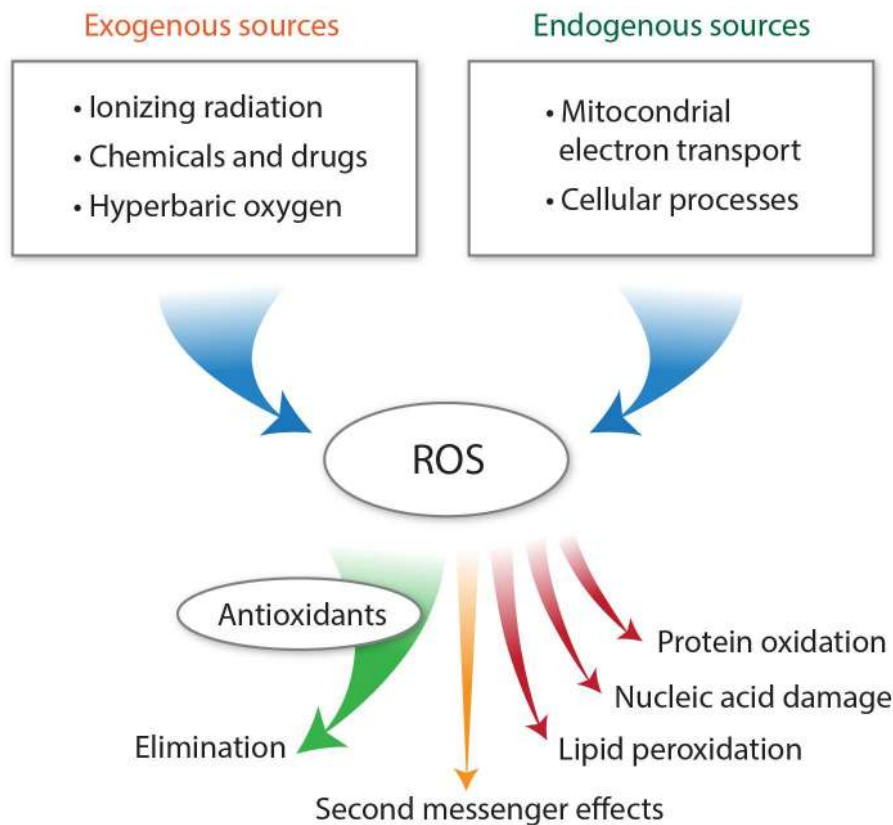 Exogenous sources
• Ionizing radiation
• Chemicals and drugs
• Hyperbaric oxygen
Endogenous sources
• Mitocondrial
electron transport
• Cellular processes
ROS
Antioxidants
Elimination
Second messenger effects
Lipid peroxidation
Nucleic acid damage
Protein oxidation